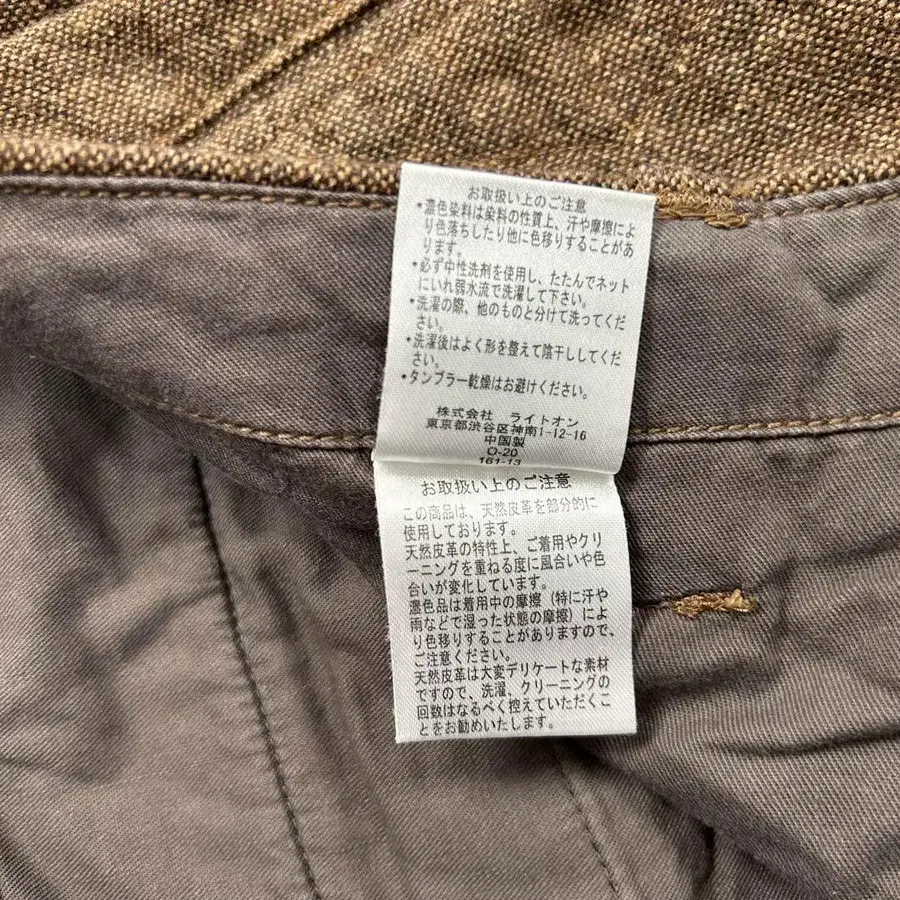 お取扱い上のご注意
•濃色染料は染料の性質上、汗や摩擦によ
り色落ちしたり他に色移りすることがあ
ります。
•必ず中性洗剤を使用し、たたんでネット
にいれ弱水流で洗濯して下さい。
•洗濯の際、他のものと分けて洗ってくだ
さい。
•洗濯後はよく形を整えて陰干ししてくだ
さい。
•タンブラー乾燥はお避けください。
株式会社 ライトオン
東京都渋谷区神南1-12-16
中国製
O-20
161-13
お取扱い上のご注意
この商品は、天然皮革を部分的に
使用しております。
天然皮革の特性上、ご着用やクリ
ーニングを重ねる度に風合いや色
合いが変化しています。
濃色品は着用中の摩擦（特に汗や
雨などで湿った状態の摩擦）によ
り色移りすることがありますので、
ご注意ください。
天然皮革は大変デリケートな素材
ですので、洗濯、クリーニングの
回数はなるべく控えていただくこ
とをお勧めいたします。